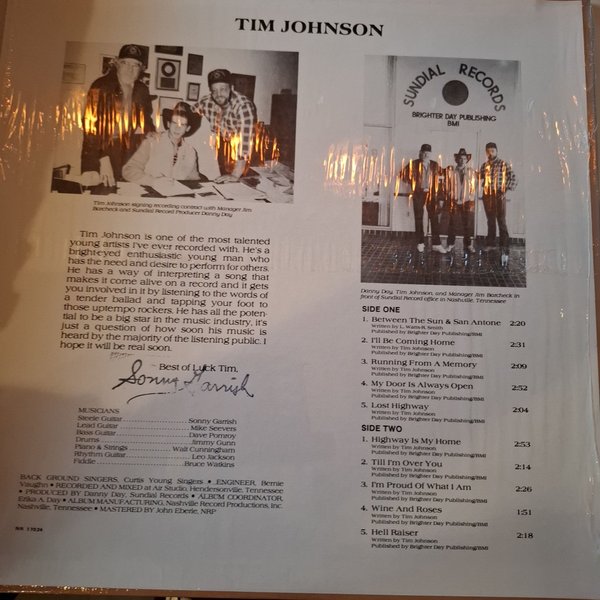 TIM JOHNSON
SUNDIAL RECORDS
BRIGHTER DAY PUBLISHING
BMI
Tim Johnson signing recording contract with Manager Jim
Borcheck and Sundial Record Producer Danny Day
Danny Day, Tim Johnson, and Manager Jim Borcheck in
front of Sundial Record office in Nashville, Tennessee
Tim Johnson is one of the most talented
young artists I've ever recorded with. He's a
bright-eyed enthusiastic young man who
has the need and desire to perform for others.
He has a way of interpreting a song that
makes it come alive on a record and it gets
you involved in it by listening to the words of
a tender ballad and tapping your foot to
those uptempo rockers. He has all the poten-
tial to be a big star in the music industry, it's
just a question of how soon his music is
heard by the majority of the listening public. I
hope it will be real soon.
Best of Luck Tim,
Sonny Garrish
MUSICIANS
Steele Guitar Sonny Garrish
Lead Guitar Mike Seevers
Bass Guitar Dave Pomroy
Drums Jimmy Gunn
Piano & Strings Walt Cunningham
Rhythm Guitar Leo Jackson
Fiddle Bruce Watkins
BACK GROUND SINGERS, Curtis Young Singers • ENGINEER, Bernie
Vaughn • RECORDED AND MIXED at Air Studio, Hendersonville, Tennessee
• PRODUCED BY Danny Day, Sundial Records • ALBUM COORDINATOR,
Erika A. Day • ALBUM MANUFACTURING, Nashville Record Productions, Inc.
Nashville, Tennessee • MASTERED BY John Eberle, NRP
SIDE ONE
1. Between The Sun & San Antone 2:20
Written by L. Watts-R. Smith
Published by Brighter Day Publishing/BMI
2. I'll Be Coming Home 2:31
Written by Tim Johnson
Published by Brighter Day Publishing/BMI
3. Running From A Memory 2:09
Written by Tim Johnson
Published by Brighter Day Publishing/BMI
4. My Door Is Always Open 2:52
Written by Tim Johnson
Published by Brighter Day Publishing/BMI
5. Lost Highway 2:04
Written by Tim Johnson
Published by Brighter Day Publishing/BMI
SIDE TWO
1. Highway Is My Home 2:53
Written by Tim Johnson
Published by Brighter Day Publishing/BMI
2. Till I'm Over You 2:14
Written by Tim Johnson
Published by Brighter Day Publishing/BMI
3. I'm Proud Of What I Am 2:26
Written by Tim Johnson
Published by Brighter Day Publishing/BMI
4. Wine And Roses 1:51
Written by Tim Johnson
Published by Brighter Day Publishing/BMI
5. Hell Raiser 2:18
Written by Tim Johnson
Published by Brighter Day Publishing/BMI